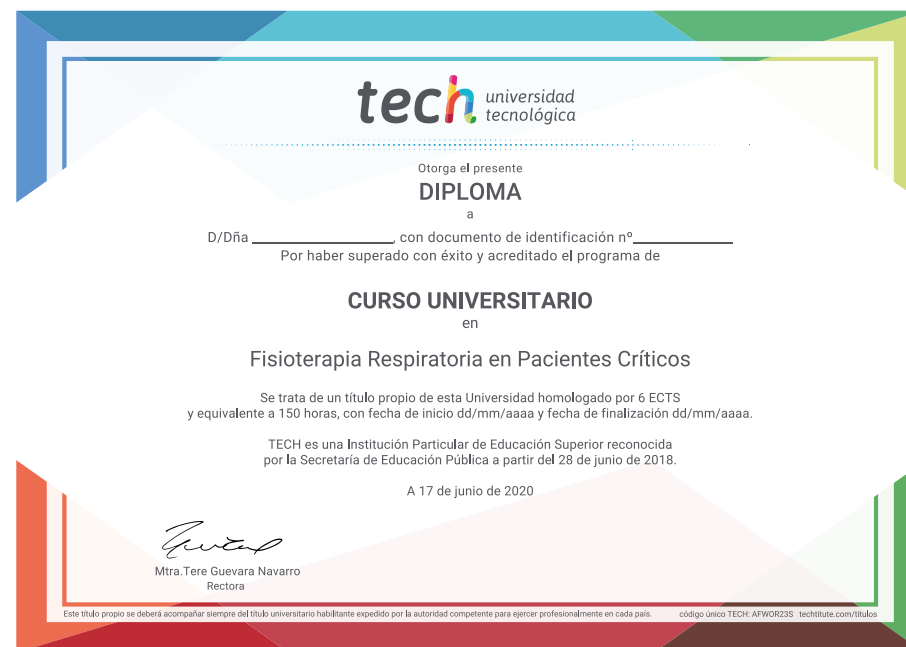 tech universidad
tecnológica
Otorga el presente
DIPLOMA
a
D/Dña ____________________, con documento de identificación nº______________
Por haber superado con éxito y acreditado el programa de
CURSO UNIVERSITARIO
en
Fisioterapia Respiratoria en Pacientes Críticos
Se trata de un título propio de esta Universidad homologado por 6 ECTS
y equivalente a 150 horas, con fecha de inicio dd/mm/aaaa y fecha de finalización dd/mm/aaaa.
TECH es una Institución Particular de Educación Superior reconocida
por la Secretaría de Educación Pública a partir del 28 de junio de 2018.
A 17 de junio de 2020
Mtra.Tere Guevara Navarro
Rectora
Este título propio se deberá acompañar siempre del título universitario habilitante expedido por la autoridad competente para ejercer profesionalmente en cada país. código único TECH: AFWOR23S techtitute.com/titulos